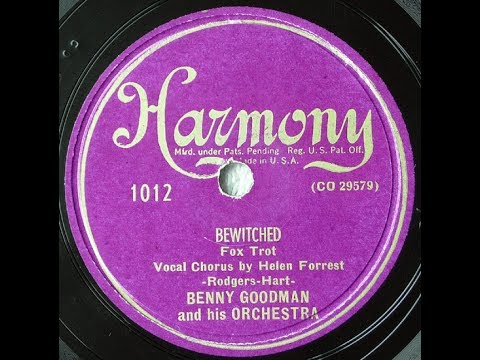 Harmony
Mfrd. under Pats. Pending Reg. U.S. Pat. Off.
Made in U.S.A.
1012
(CO 29579)
BEWITCHED
Fox Trot
Vocal Chorus by Helen Forrest
-Rodgers-Hart-
BENNY GOODMAN
and his ORCHESTRA